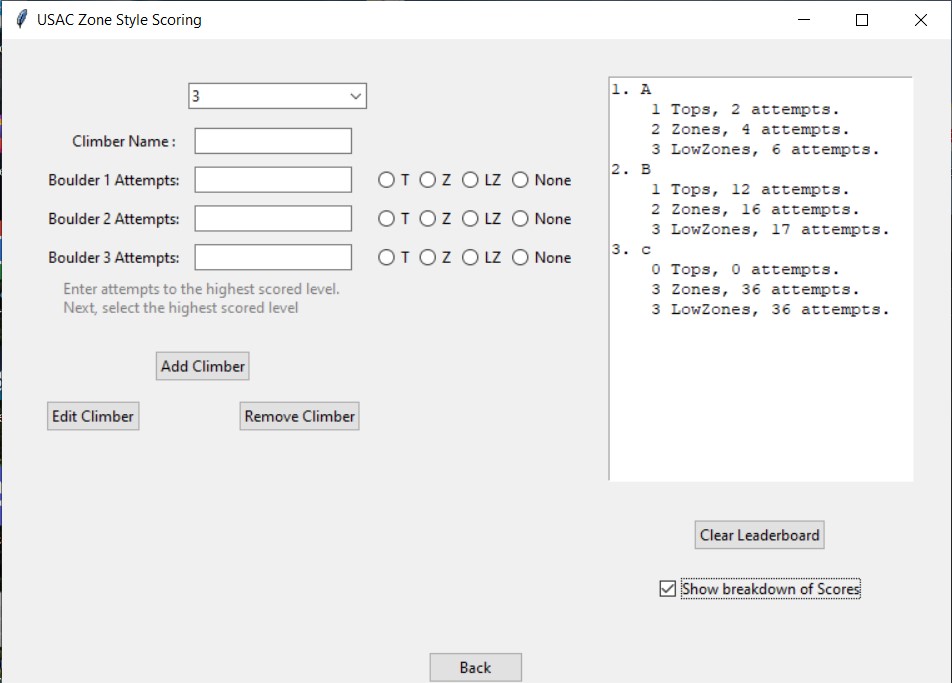 USAC Zone Style Scoring
3
Climber Name :
Boulder 1 Attempts: T Z LZ None
Boulder 2 Attempts: T Z LZ None
Boulder 3 Attempts: T Z LZ None
Enter attempts to the highest scored level.
Next, select the highest scored level
Add Climber
Edit Climber Remove Climber
1. A
1 Tops, 2 attempts.
2 Zones, 4 attempts.
3 LowZones, 6 attempts.
2. B
1 Tops, 12 attempts.
2 Zones, 16 attempts.
3 LowZones, 17 attempts.
3. c
0 Tops, 0 attempts.
3 Zones, 36 attempts.
3 LowZones, 36 attempts.
Clear Leaderboard
Show breakdown of Scores
Back